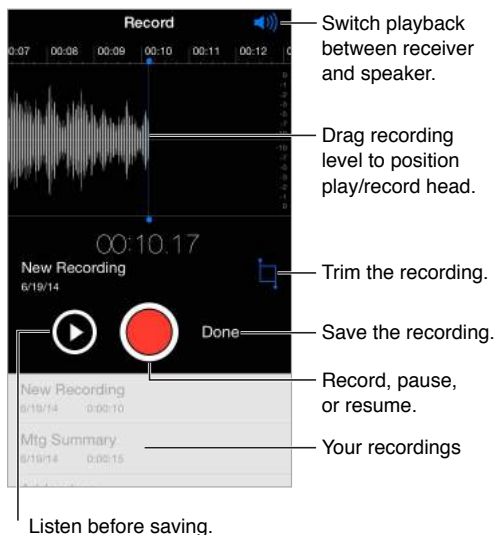 Record
Switch playback
between receiver
and speaker.
0:07 00:08 00:09 00:10 00:11 00:12
Drag recording
level to position
play/record head.
00:10.17
New Recording
6/19/14
Trim the recording.
Done
Save the recording.
Record, pause,
or resume.
New Recording
6/19/14 0:00:10
Mtg Summary
6/19/14 0:00:15
Your recordings
Listen before saving.